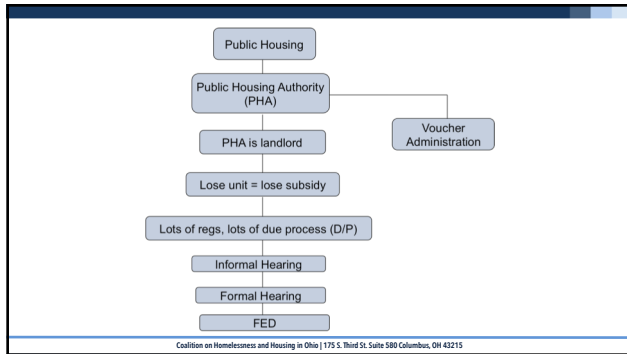 Public Housing
Public Housing Authority
(PHA)
Voucher
Administration
PHA is landlord
Lose unit = lose subsidy
Lots of regs, lots of due process (D/P)
Informal Hearing
Formal Hearing
FED
Coalition on Homelessness and Housing in Ohio | 175 S. Third St. Suite 580 Columbus, OH 43215